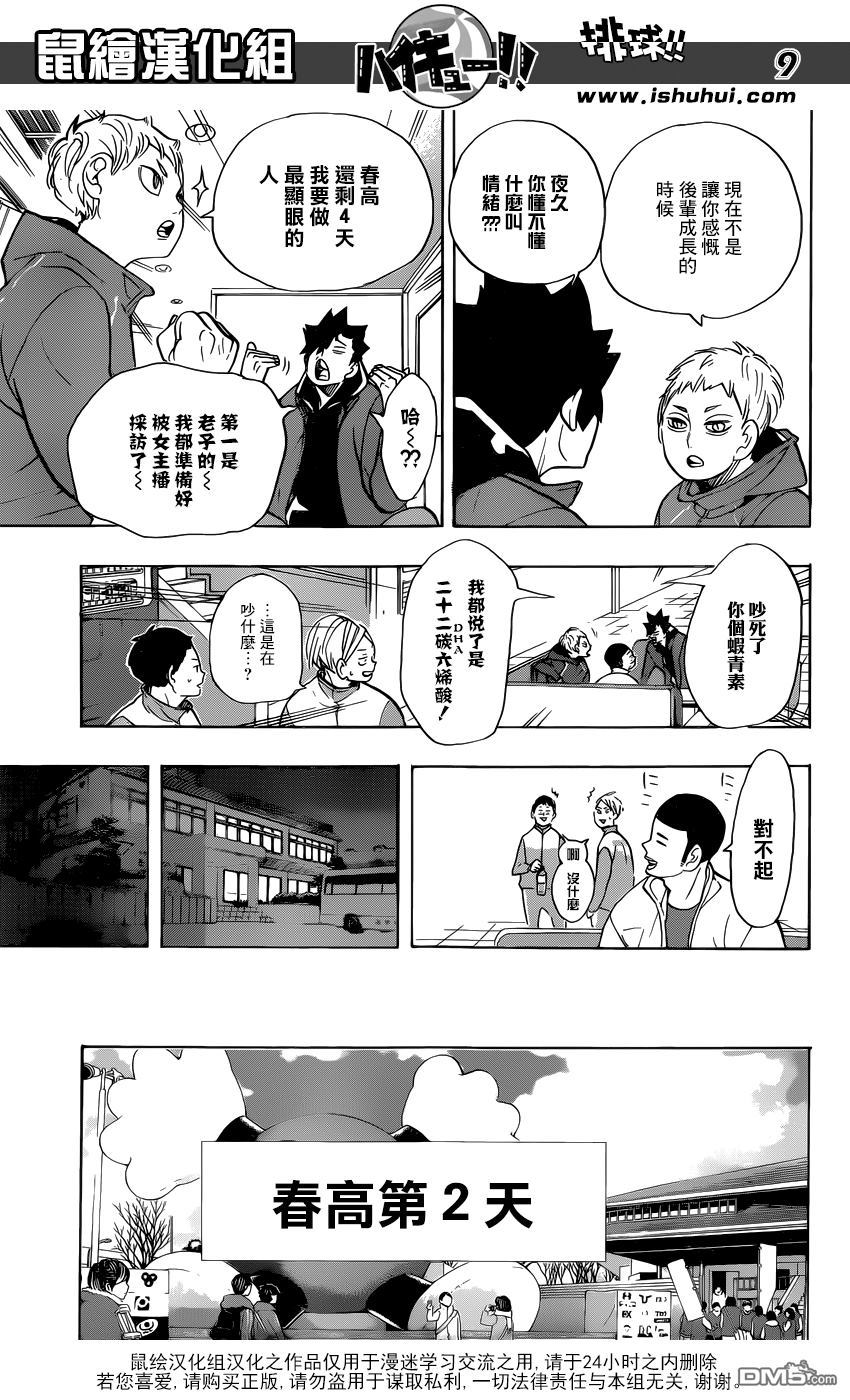 鼠繪漢化組
ハイキュー!!
排球!!
9
www.ishuhui.com
現在不是
讓你感慨
後輩成長的
時候
夜久
你懂不懂
什麼叫
情緒???
春高
還剩4天
我要做
最顯眼的
人
哈~??
第一是
老子的~
我都準備好
被女主播
採訪了~
吵死了
你個蝦青素
我都说了是
二十二碳六烯酸!
DHA
…這是在
吵什麼…?
對不起
啊
沒什麼
春高第2天
鼠绘汉化组汉化之作品仅用于漫迷学习交流之用, 请于24小时之内删除
若您喜爱, 请购买正版, 请勿盗用于谋取私利, 一切法律责任与本组无关, 谢谢。
DM5.com